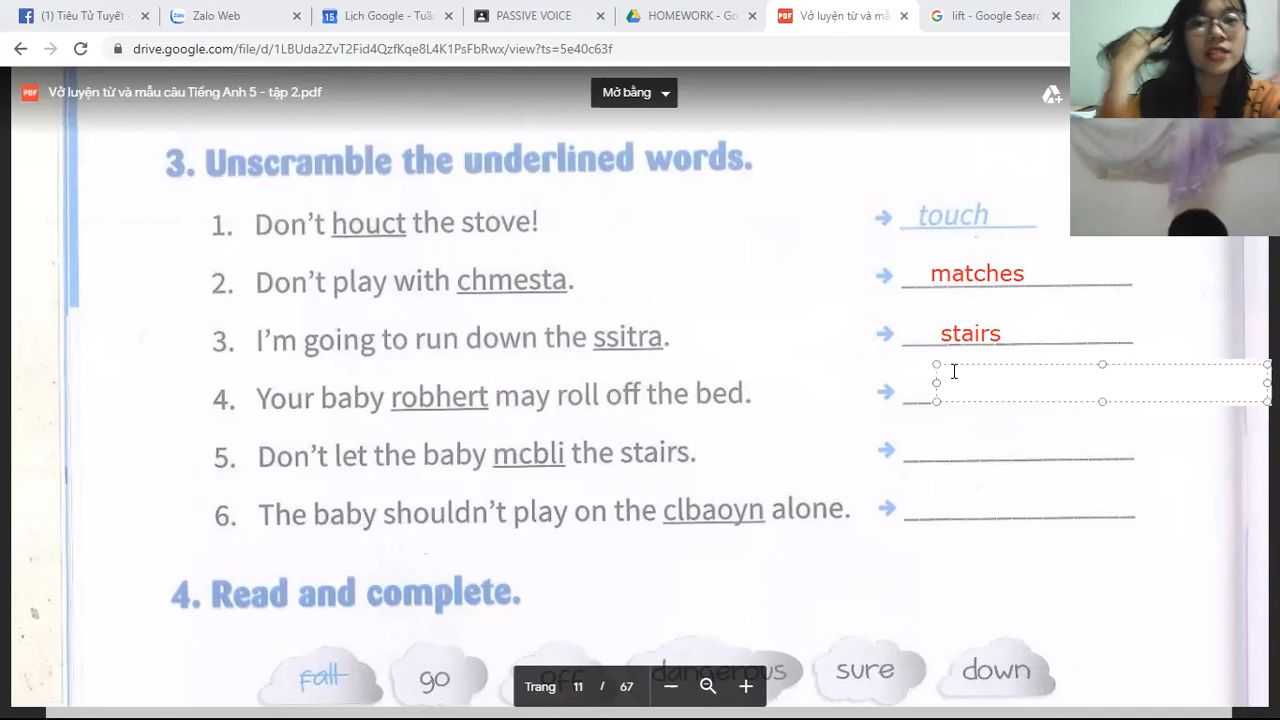 (1) Tiêu Tử Tuyết
Zalo Web
Lịch Google - Tuầ
PASSIVE VOICE
HOMEWORK - Go
Vở luyện từ và mẫ
lift - Google Searc
drive.google.com/file/d/1LBUda2ZvT2Fid4QzfKqe8L4K1PsFbRwx/view?ts=5e40c63f
Vở luyện từ và mẫu câu Tiếng Anh 5 - tập 2.pdf
Mở bằng
3. Unscramble the underlined words.
1. Don't houct the stove! → touch
2. Don't play with chmesta. → matches
3. I'm going to run down the ssitra. → stairs
4. Your baby robhert may roll off the bed. →
5. Don't let the baby mcbli the stairs. →
6. The baby shouldn't play on the clbaoyn alone. →
4. Read and complete.
fall go off dangerous sure down
Trang 11 / 67